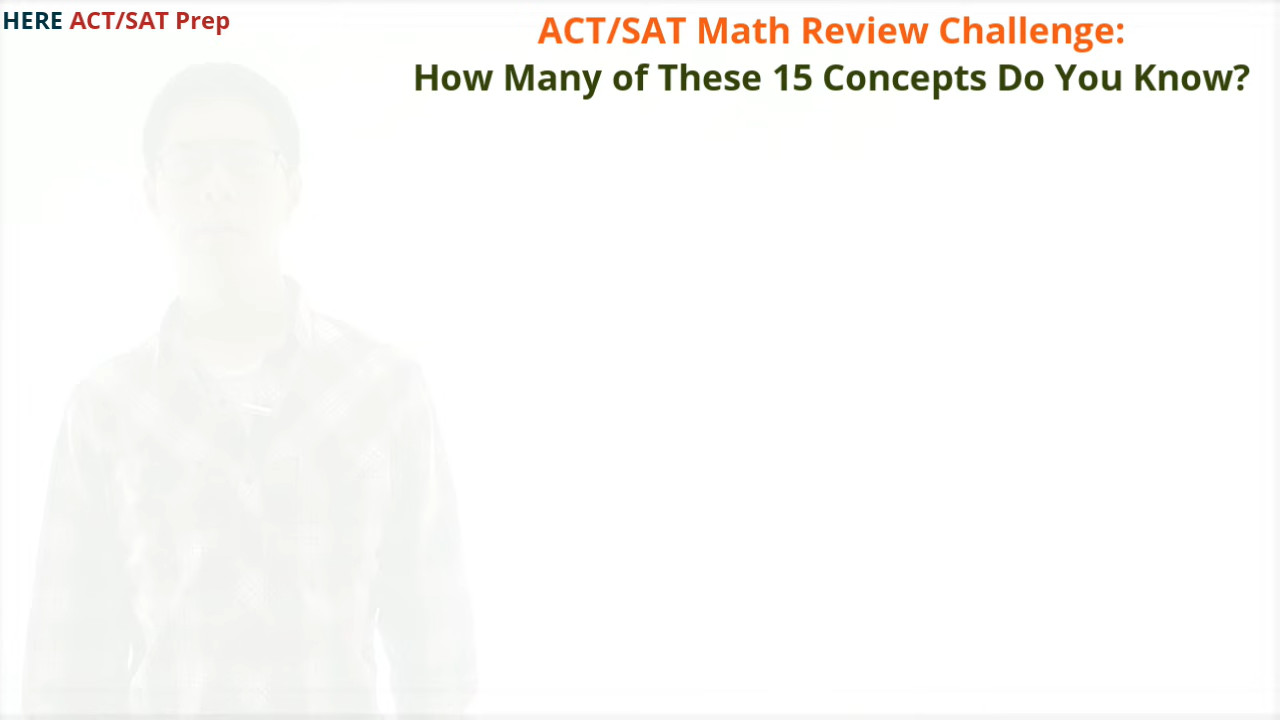 HERE ACT/SAT Prep
ACT/SAT Math Review Challenge:
How Many of These 15 Concepts Do You Know?